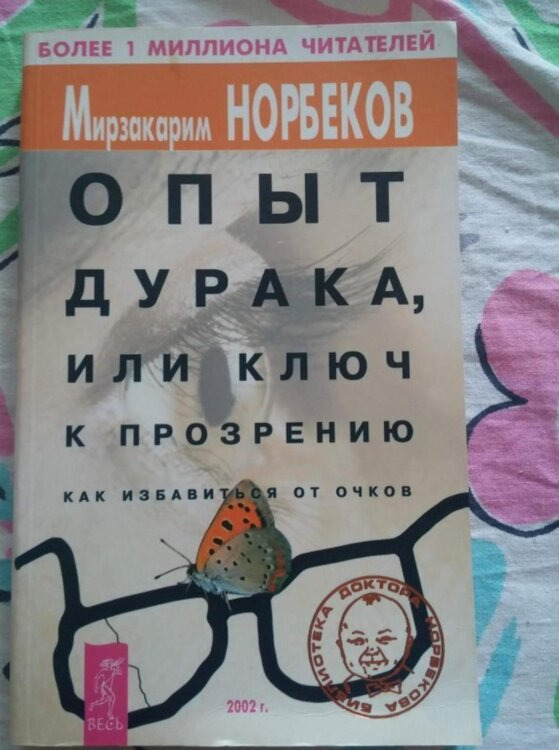 БОЛЕЕ 1 МИЛЛИОНА ЧИТАТЕЛЕЙ
Мирзакарим НОРБЕКОВ
ОПЫТ
ДУРАКА,
ИЛИ КЛЮЧ
К ПРОЗРЕНИЮ
КАК ИЗБАВИТЬСЯ ОТ ОЧКОВ
БИБЛИОТЕКА ДОКТОРА НОРБЕКОВА
ВЕСЬ
2002 г.